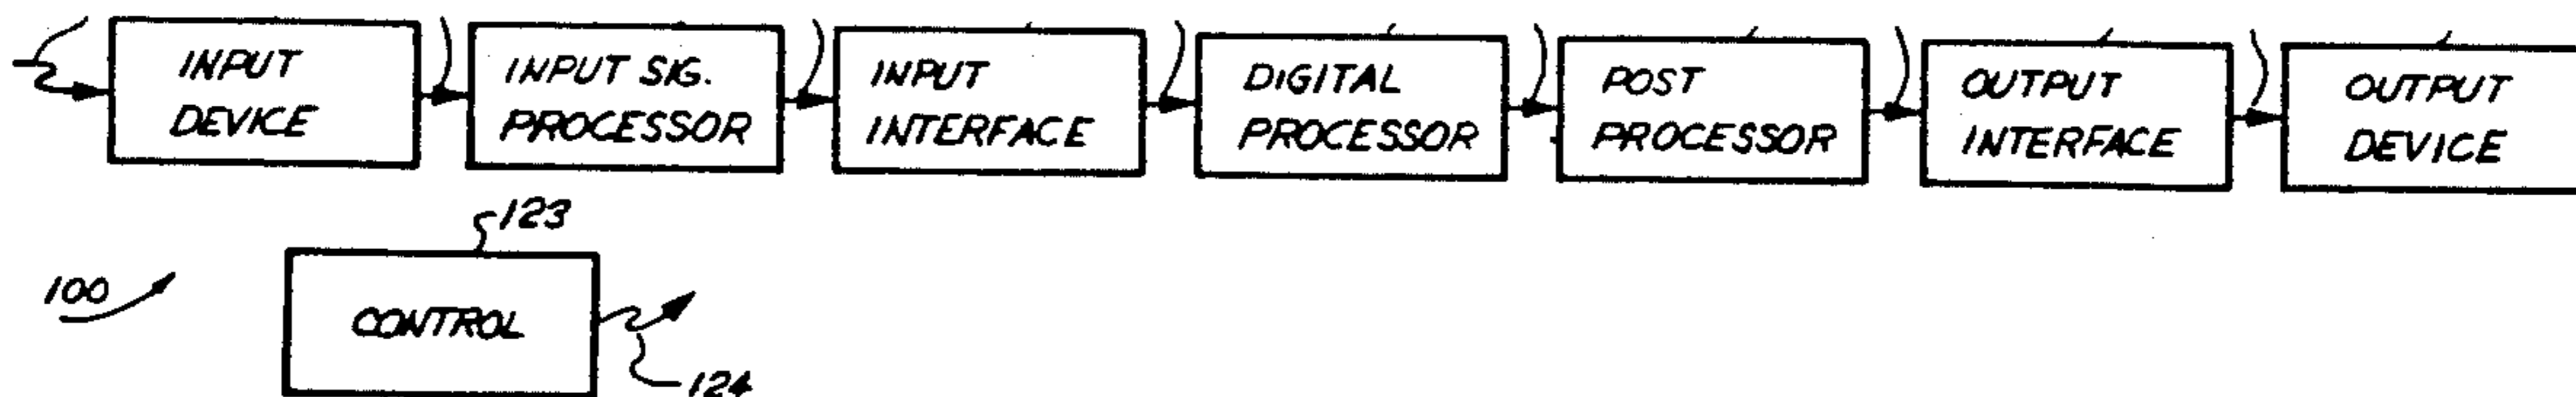 INPUT
DEVICE
INPUT SIG.
PROCESSOR
INPUT
INTERFACE
DIGITAL
PROCESSOR
POST
PROCESSOR
OUTPUT
INTERFACE
OUTPUT
DEVICE
123
100
CONTROL
124